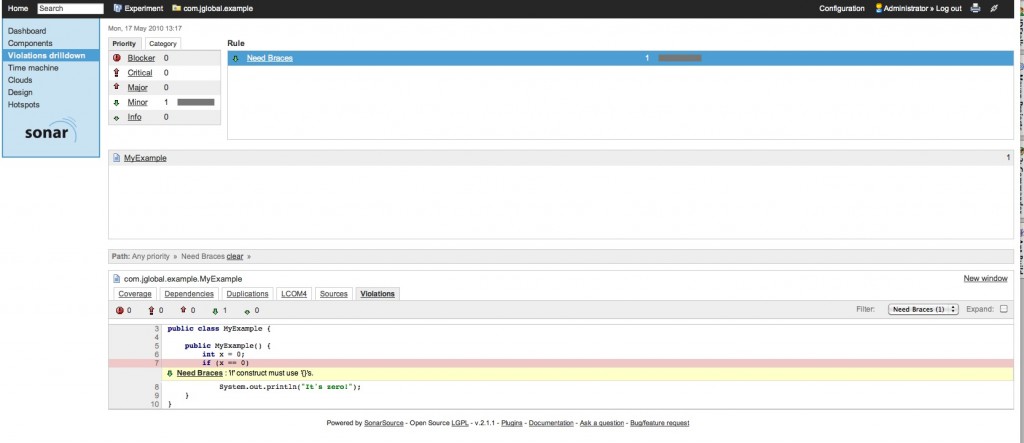 Home Search Experiment com.jglobal.example Configuration Administrator » Log out
Dashboard
Components
Violations drilldown
Time machine
Clouds
Design
Hotspots
sonar
Mon, 17 May 2010 13:17
Priority Category
Blocker 0
Critical 0
Major 0
Minor 1
Info 0
Rule
Need Braces 1
MyExample 1
Path: Any priority » Need Braces clear »
com.jglobal.example.MyExample New window
Coverage Dependencies Duplications LCOM4 Sources Violations
0 0 0 1 0 Filter: Need Braces (1) Expand:
3 public class MyExample {
4
5 public MyExample() {
6 int x = 0;
7 if (x == 0)
Need Braces : 'if' construct must use '{}'s.
8 System.out.println("It's zero!");
9 }
10 }
Powered by SonarSource - Open Source LGPL - v.2.1.1 - Plugins - Documentation - Ask a question - Bug/feature request